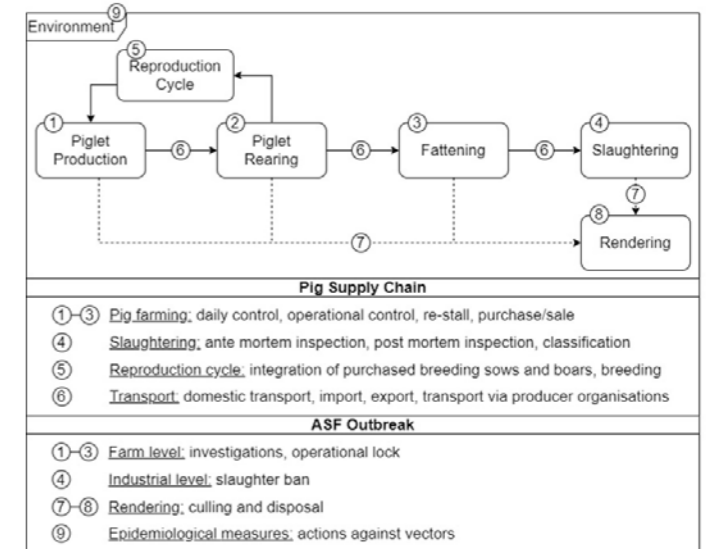 Environment 9
5
Reproduction
Cycle
1
Piglet
Production
6
2
Piglet
Rearing
6
3
Fattening
6
4
Slaughtering
7
7
8
Rendering
Pig Supply Chain
1-3 Pig farming: daily control, operational control, re-stall, purchase/sale
4 Slaughtering: ante mortem inspection, post mortem inspection, classification
5 Reproduction cycle: integration of purchased breeding sows and boars, breeding
6 Transport: domestic transport, import, export, transport via producer organisations
ASF Outbreak
1-3 Farm level: investigations, operational lock
4 Industrial level: slaughter ban
7-8 Rendering: culling and disposal
9 Epidemiological measures: actions against vectors